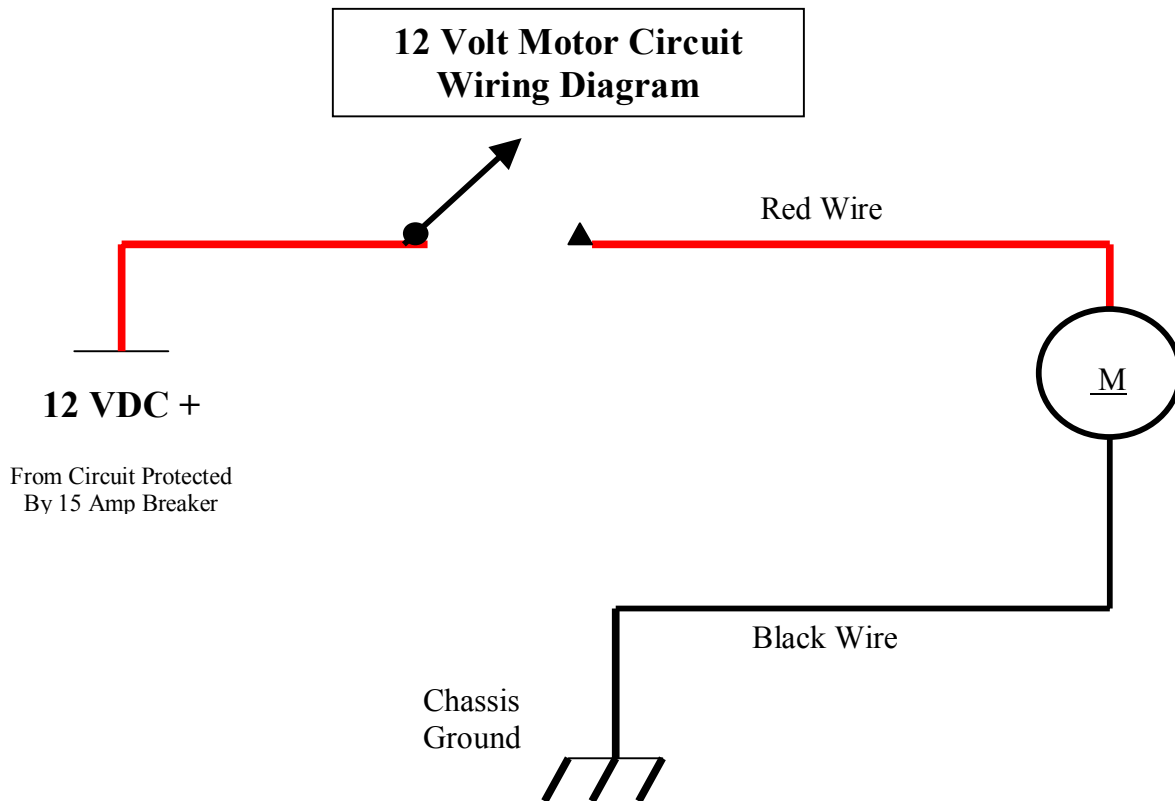 12 Volt Motor Circuit
Wiring Diagram
Red Wire
M
12 VDC +
From Circuit Protected
By 15 Amp Breaker
Black Wire
Chassis
Ground